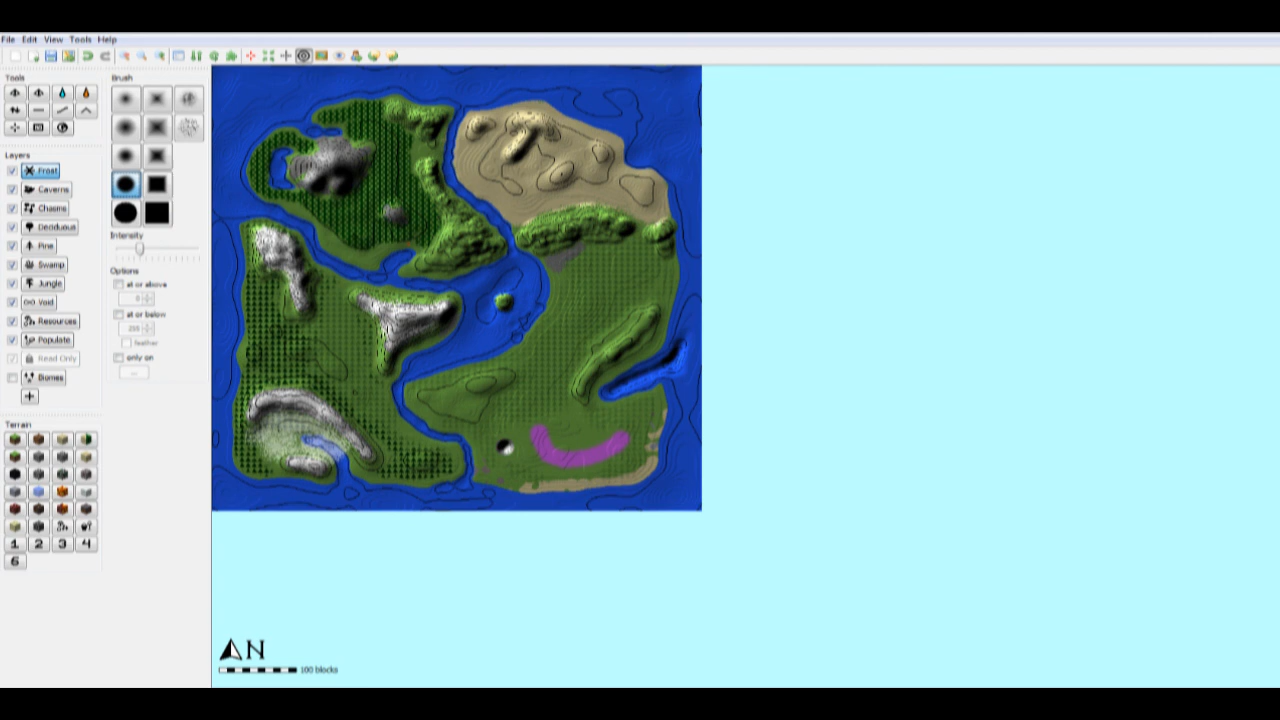 File Edit View Tools Help
Tools
Brush
Layers
Frost
Caverns
Chasms
Deciduous
Pine
Swamp
Jungle
Void
Resources
Populate
Read Only
Biomes
Intensity
Options
at or above
0
at or below
255
feather
only on
...
Terrain
1 2 3 4
6
N
100 blocks